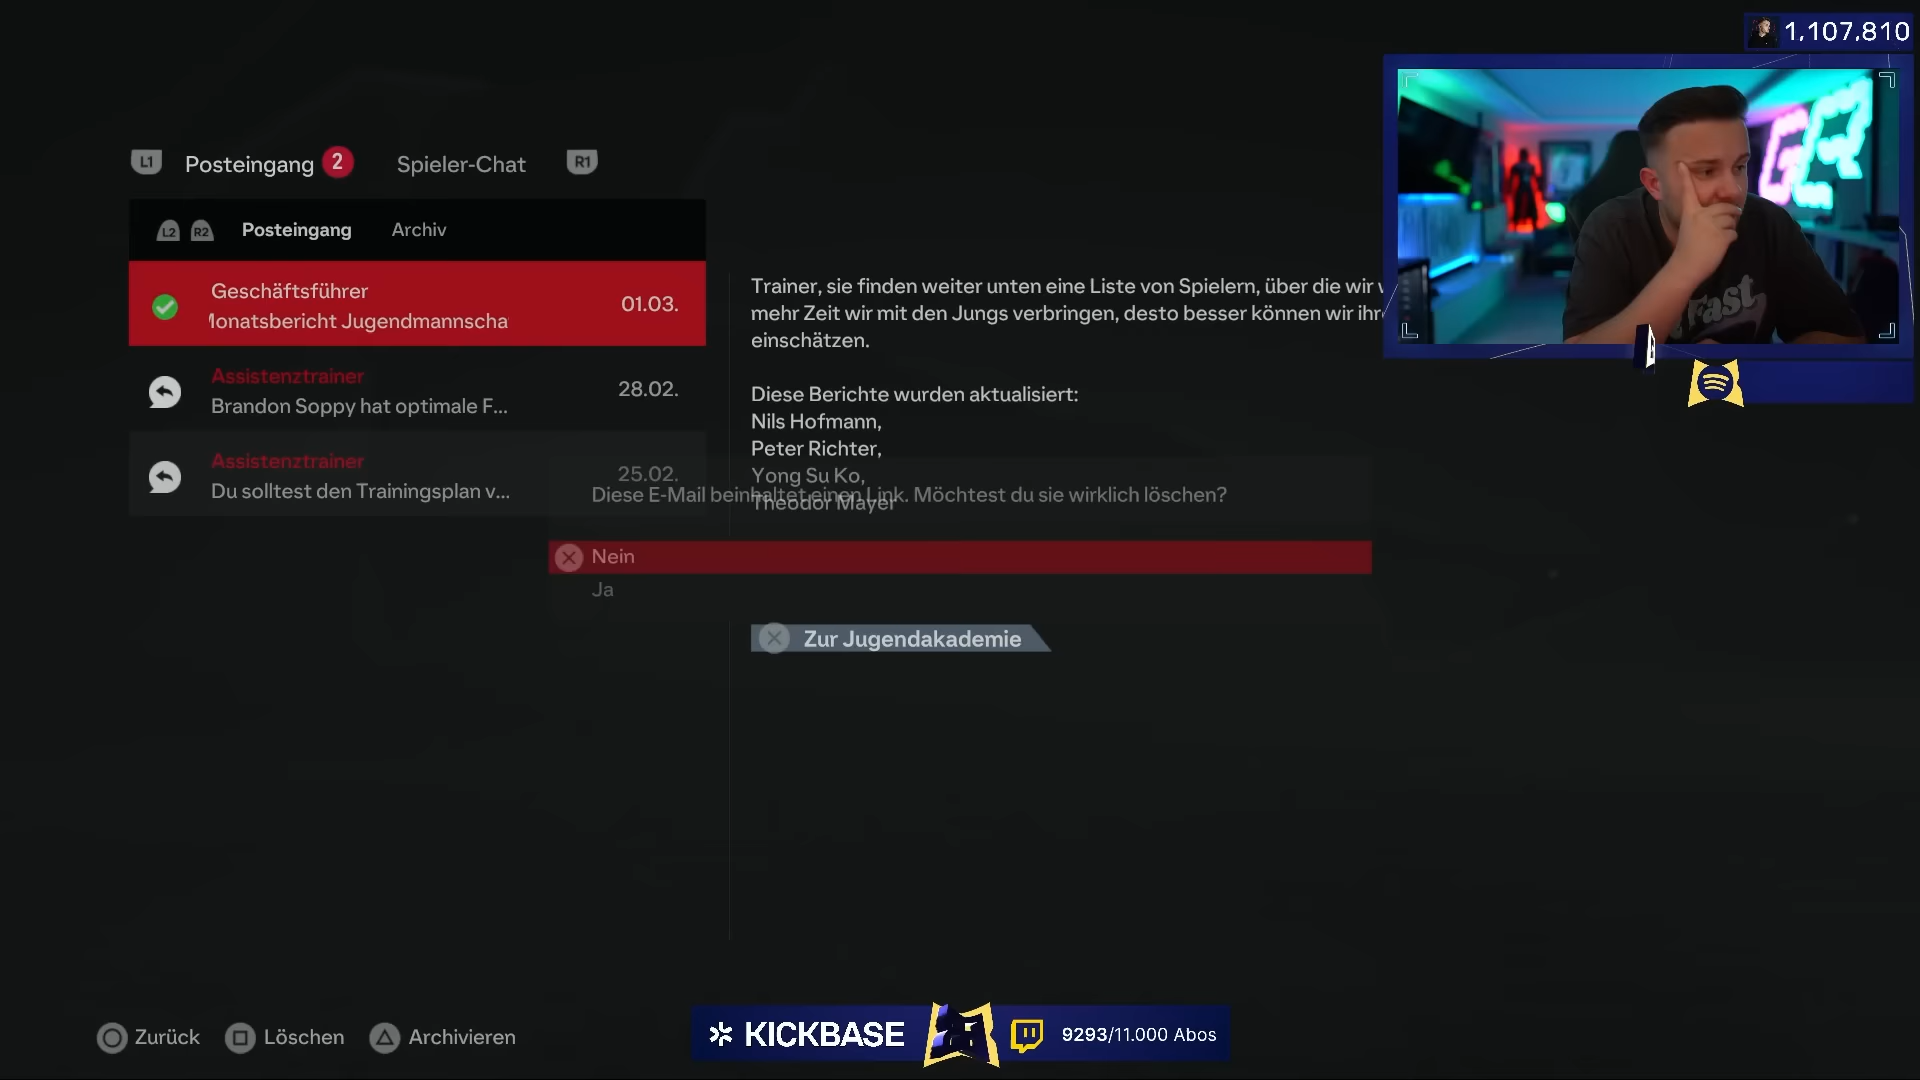 1,107,810
L1 Posteingang 2 Spieler-Chat R1
L2 R2 Posteingang Archiv
Geschäftsführer
Monatsbericht Jugendmannscha
01.03.
Assistenztrainer
Brandon Soppy hat optimale F...
28.02.
Assistenztrainer
Du solltest den Trainingsplan v...
25.02.
Trainer, sie finden weiter unten eine Liste von Spielern, über die wir
mehr Zeit wir mit den Jungs verbringen, desto besser können wir ihr
einschätzen.
Diese Berichte wurden aktualisiert:
Nils Hofmann,
Peter Richter,
Yong Su Ko,
Theodor Mayer
Diese E-Mail beinhaltet einen Link. Möchtest du sie wirklich löschen?
Nein
Ja
Zur Jugendakademie
GR
Fast
Zurück Löschen Archivieren
KICKBASE
9293/11.000 Abos